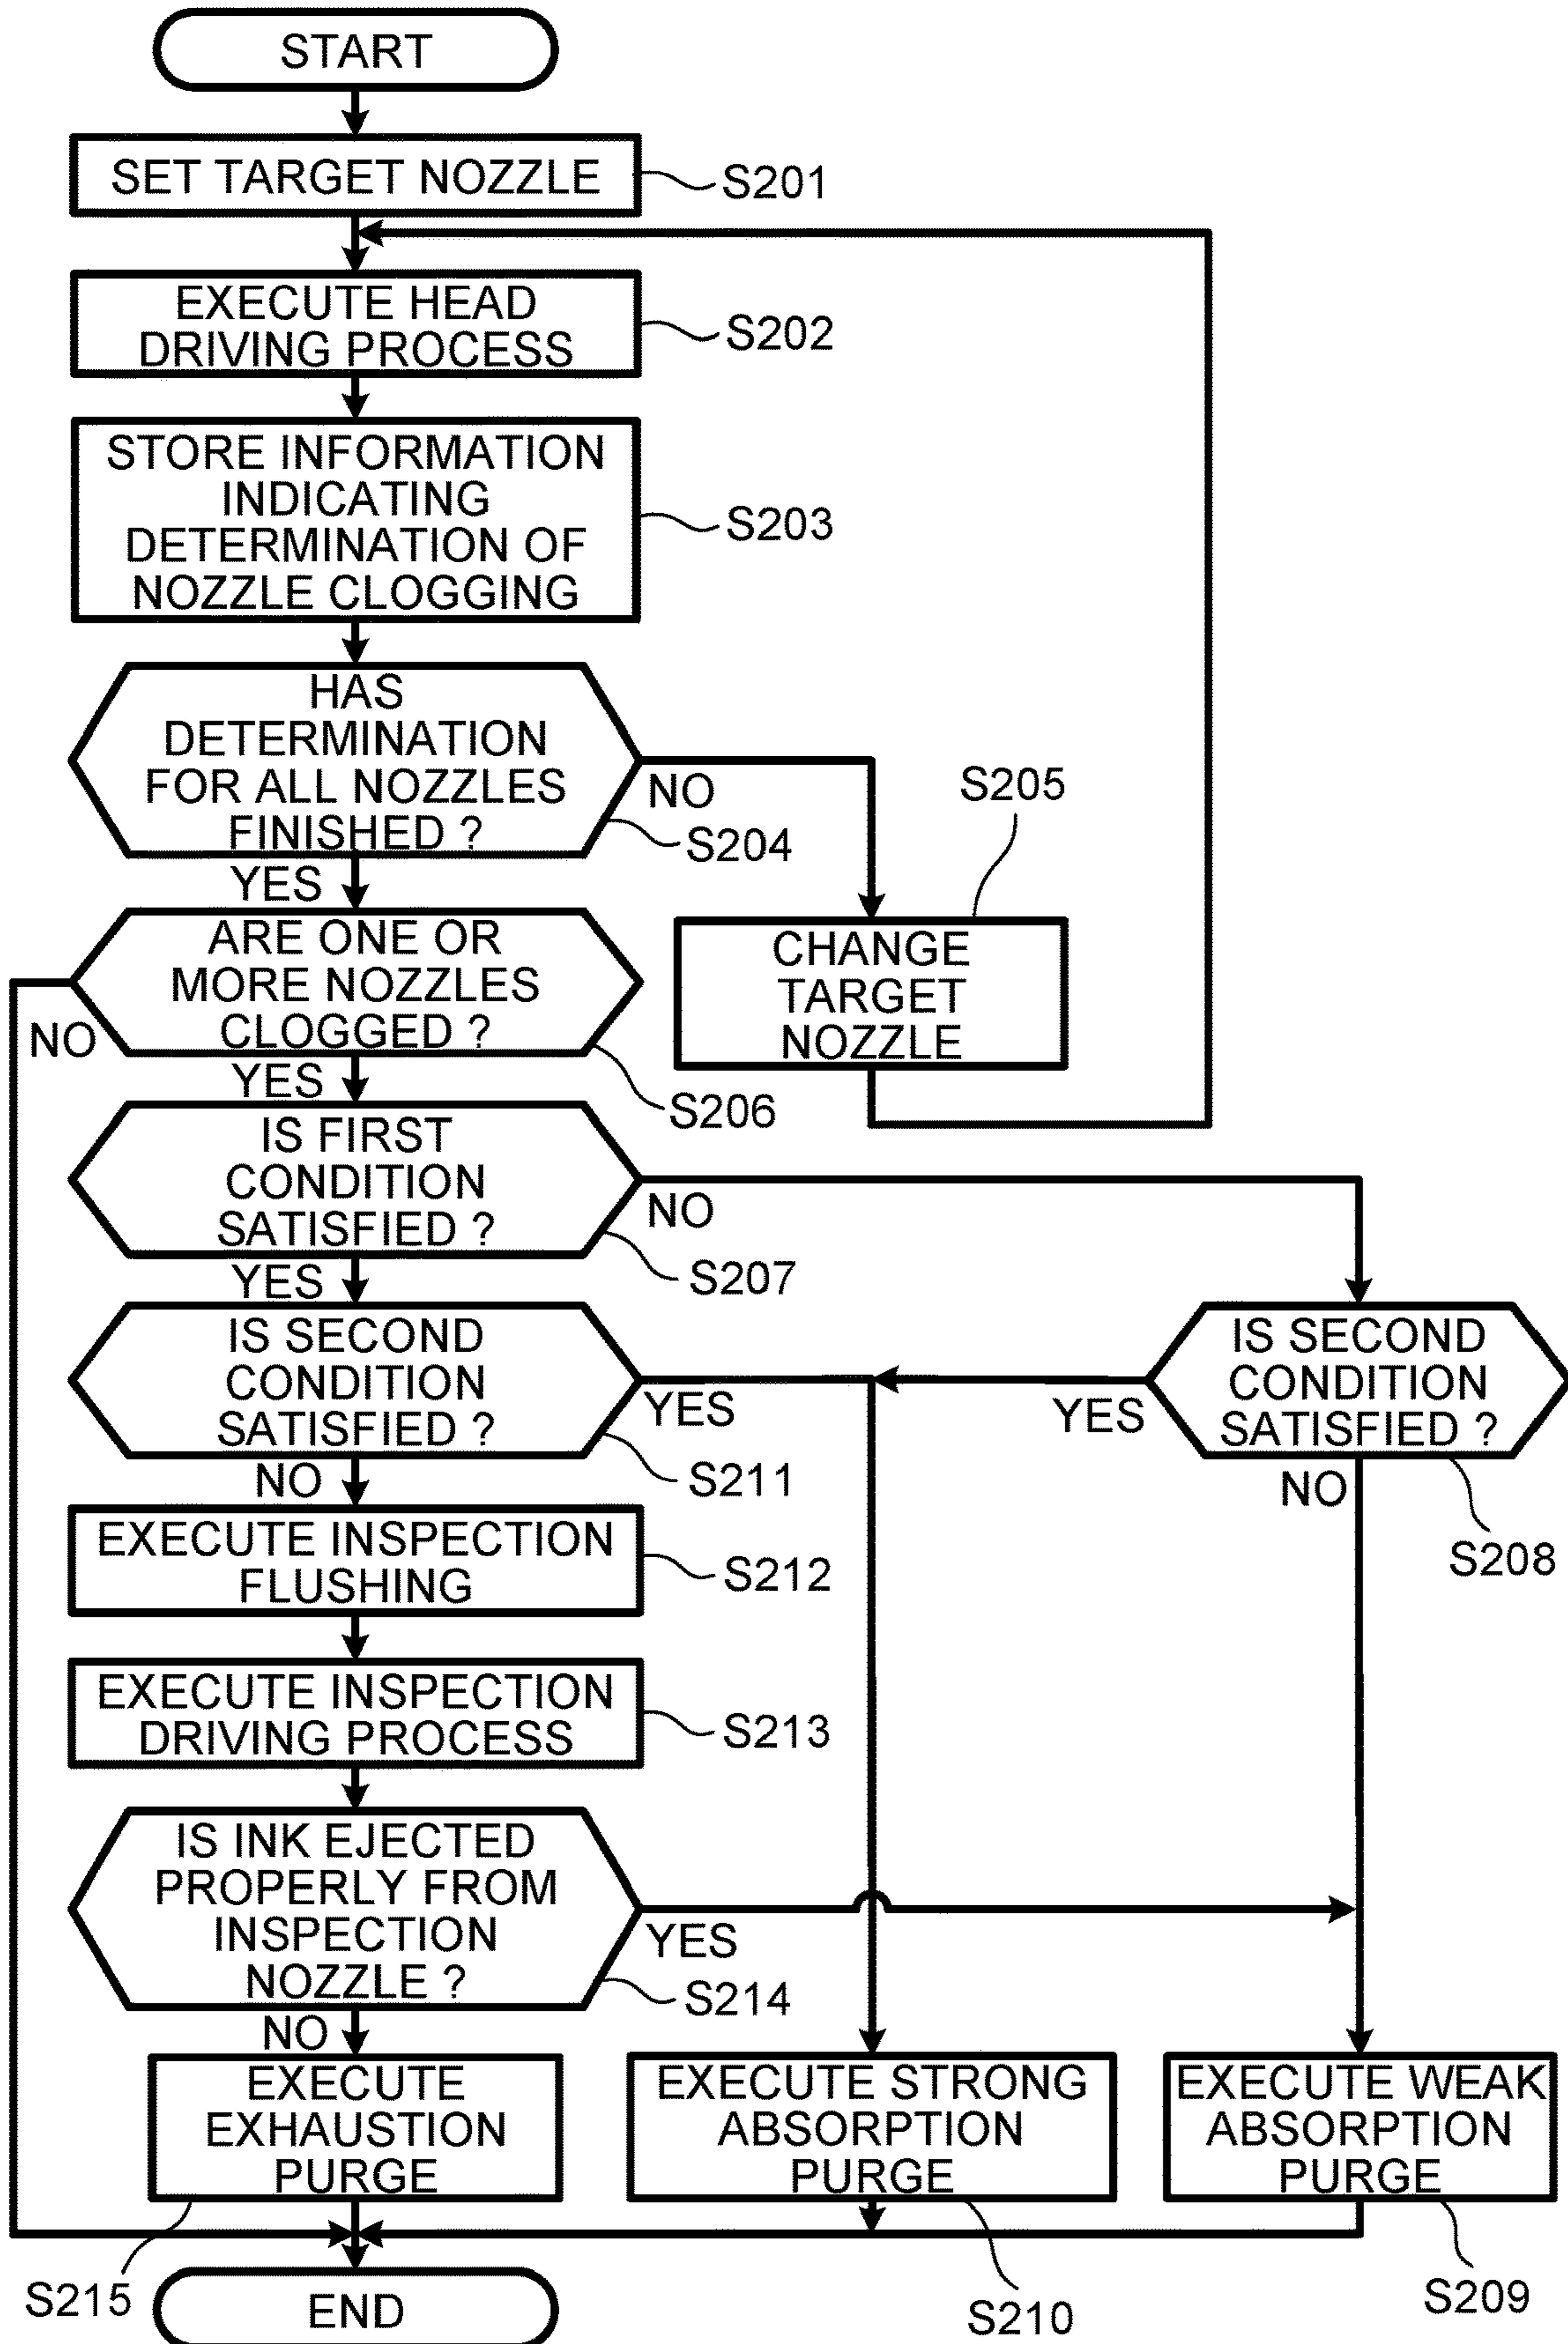 START
SET TARGET NOZZLE
S201
EXECUTE HEAD
DRIVING PROCESS
S202
STORE INFORMATION
INDICATING
DETERMINATION OF
NOZZLE CLOGGING
S203
HAS
DETERMINATION
FOR ALL NOZZLES
FINISHED ?
NO
S204
YES
S205
CHANGE
TARGET
NOZZLE
ARE ONE OR
MORE NOZZLES
CLOGGED ?
NO
YES
S206
IS FIRST
CONDITION
SATISFIED ?
NO
S207
YES
IS SECOND
CONDITION
SATISFIED ?
YES
S211
NO
IS SECOND
CONDITION
SATISFIED ?
YES
NO
S208
EXECUTE INSPECTION
FLUSHING
S212
EXECUTE INSPECTION
DRIVING PROCESS
S213
IS INK EJECTED
PROPERLY FROM
INSPECTION
NOZZLE ?
YES
S214
NO
EXECUTE
EXHAUSTION
PURGE
EXECUTE STRONG
ABSORPTION
PURGE
EXECUTE WEAK
ABSORPTION
PURGE
S215
S210
S209
END